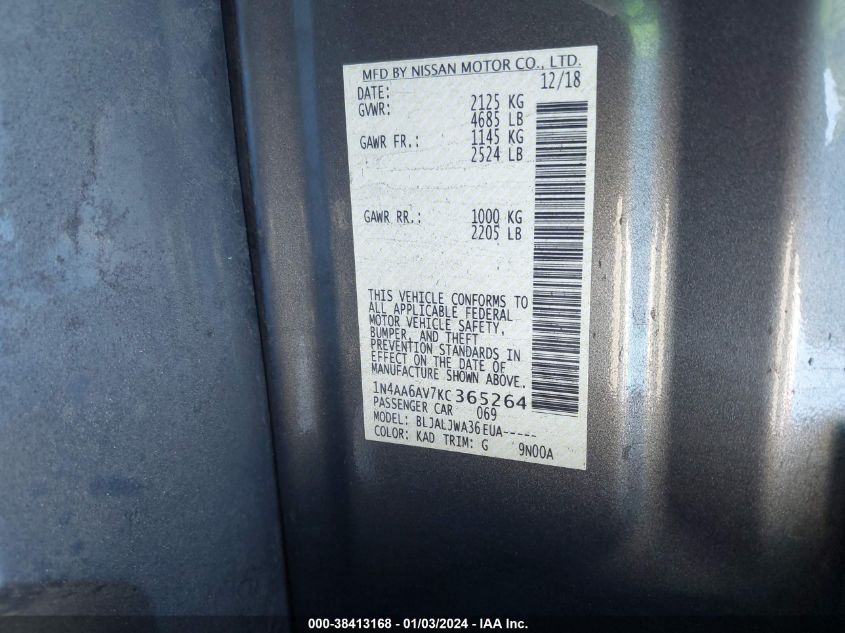 MFD BY NISSAN MOTOR CO., LTD.
DATE: 12/18
GVWR: 2125 KG
4685 LB
GAWR FR.: 1145 KG
2524 LB
GAWR RR.: 1000 KG
2205 LB
THIS VEHICLE CONFORMS TO
ALL APPLICABLE FEDERAL
MOTOR VEHICLE SAFETY,
BUMPER, AND THEFT
PREVENTION STANDARDS IN
EFFECT ON THE DATE OF
MANUFACTURE SHOWN ABOVE.
1N4AA6AV7KC365264
PASSENGER CAR 069
MODEL: BLJALJWA36EUA-----
COLOR: KAD TRIM: G 9N00A
000-38413168 - 01/03/2024 - IAA Inc.